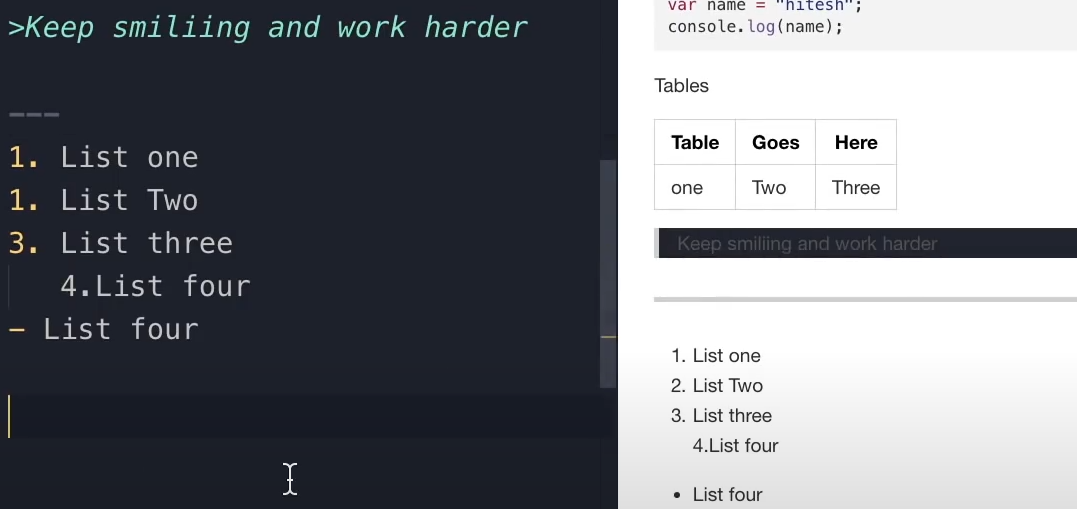 >Keep smiliing and work harder
---
1. List one
1. List Two
3. List three
4.List four
- List four
var name = "hitesh";
console.log(name);
Tables
Table Goes Here
one Two Three
Keep smiliing and work harder
1. List one
2. List Two
3. List three
4.List four
• List four